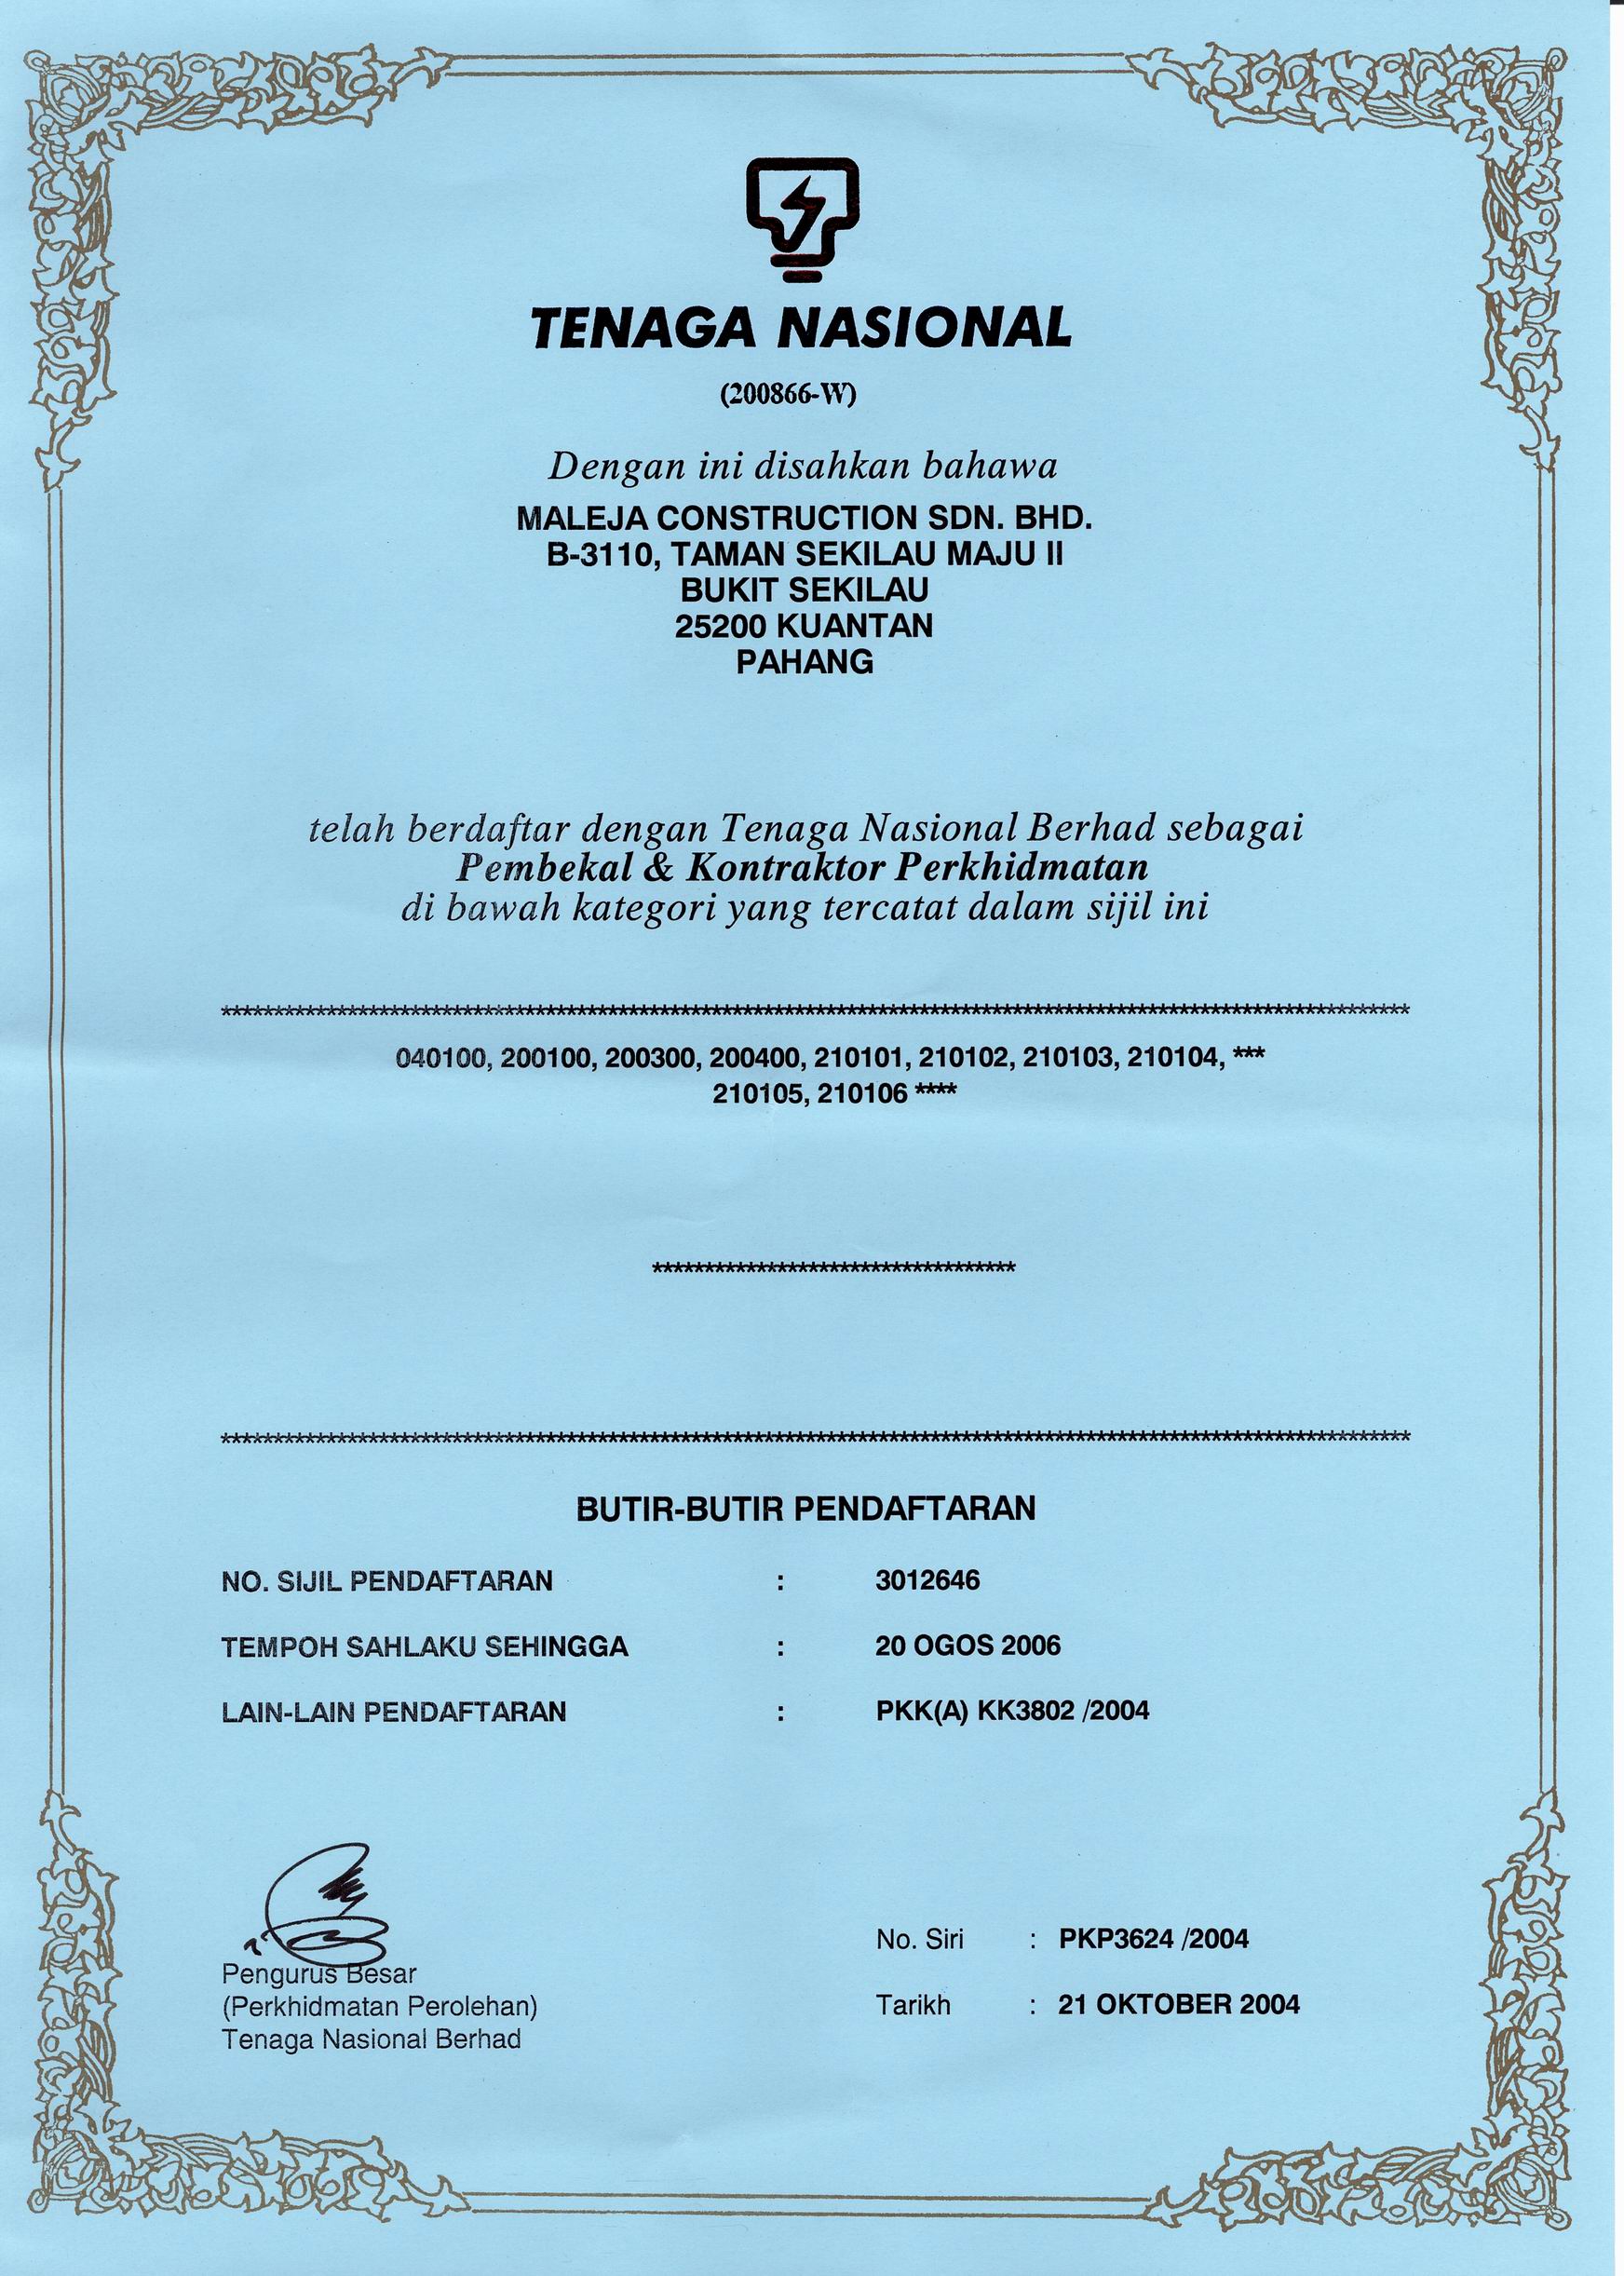 TENAGA NASIONAL
(200866-W)
Dengan ini disahkan bahawa
MALEJA CONSTRUCTION SDN. BHD.
B-3110, TAMAN SEKILAU MAJU II
BUKIT SEKILAU
25200 KUANTAN
PAHANG
telah berdaftar dengan Tenaga Nasional Berhad sebagai
Pembekal & Kontraktor Perkhidmatan
di bawah kategori yang tercatat dalam sijil ini
040100, 200100, 200300, 200400, 210101, 210102, 210103, 210104, ***
210105, 210106 ****
BUTIR-BUTIR PENDAFTARAN
NO. SIJIL PENDAFTARAN : 3012646
TEMPOH SAHLAKU SEHINGGA : 20 OGOS 2006
LAIN-LAIN PENDAFTARAN : PKK(A) KK3802 /2004
No. Siri : PKP3624 /2004
Tarikh : 21 OKTOBER 2004
Pengurus Besar
(Perkhidmatan Perolehan)
Tenaga Nasional Berhad